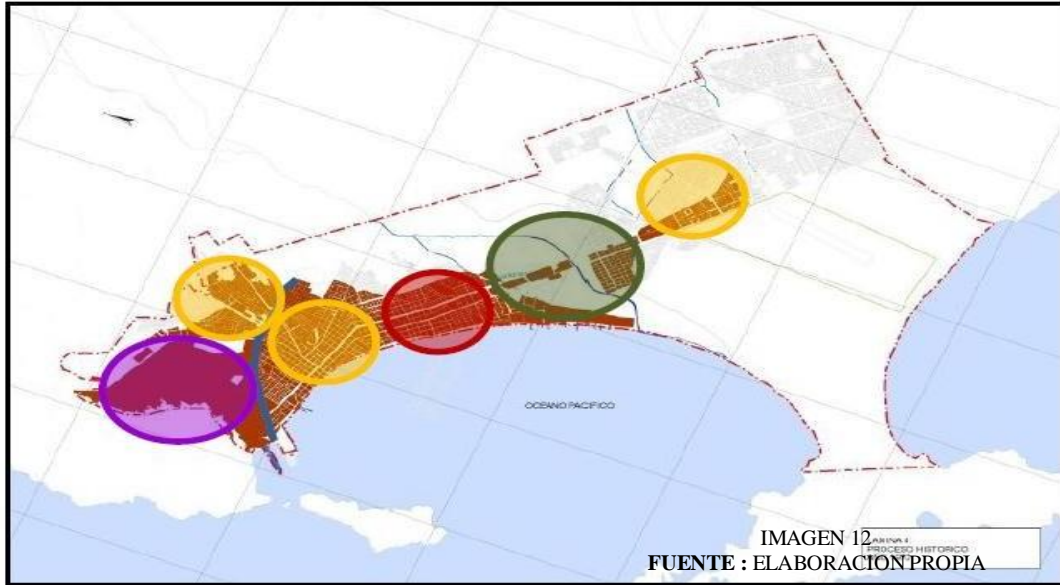 OCEANO PACIFICO
IMAGEN 12
PROCESO HISTORICO
FUENTE : ELABORACION PROPIA